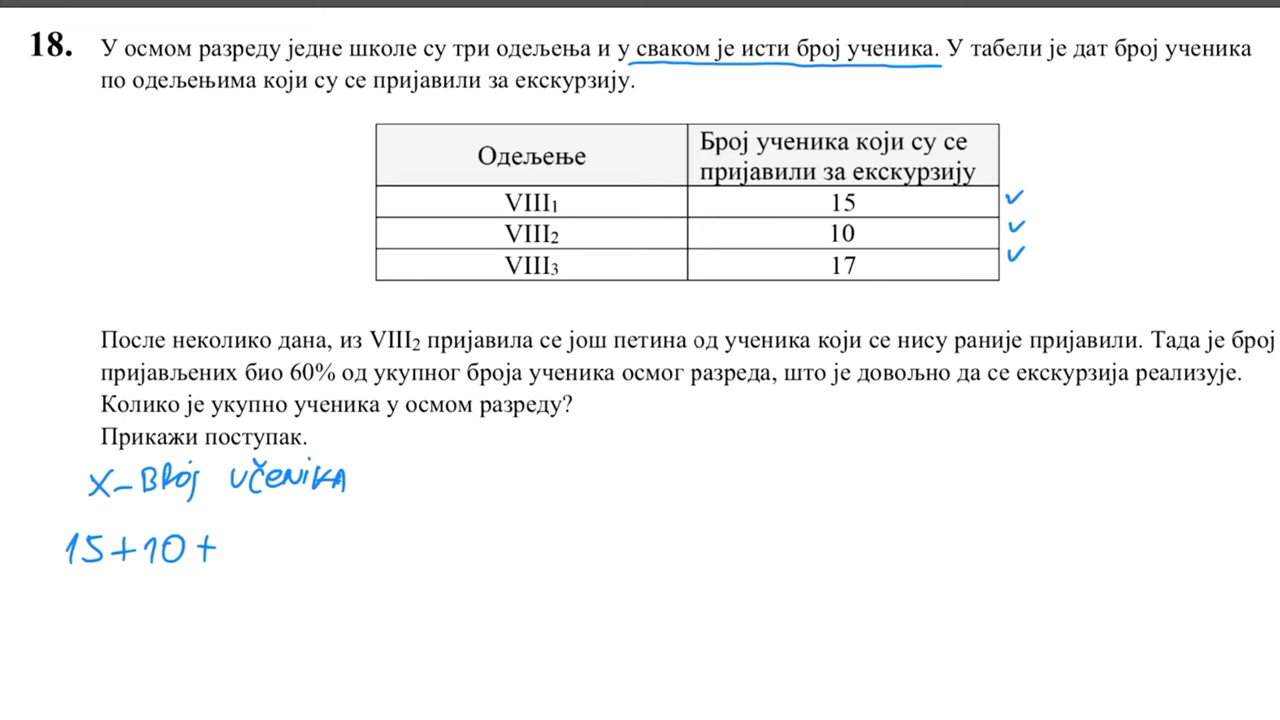 18. У осмом разреду једне школе су три одељења и у сваком је исти број ученика. У табели је дат број ученика
по одељењима који су се пријавили за екскурзију.
Одељење
Број ученика који су се
пријавили за екскурзију
VIII₁ 15
VIII₂ 10
VIII₃ 17
После неколико дана, из VIII₂ пријавила се још петина од ученика који се нису раније пријавили. Тада је број
пријављених био 60% од укупног броја ученика осмог разреда, што је довољно да се екскурзија реализује.
Колико је укупно ученика у осмом разреду?
Прикажи поступак.
X – BROJ UČENIKA
15+10+